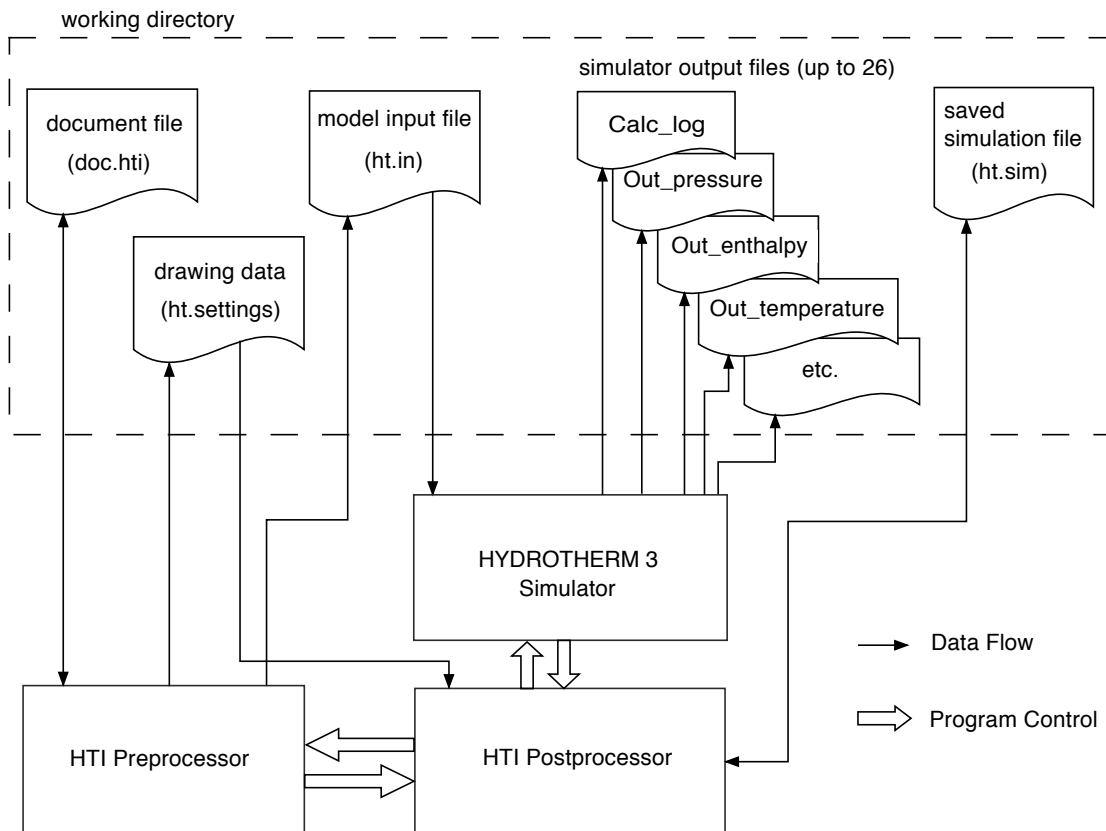 working directory
simulator output files (up to 26)
document file
(doc.hti)
model input file
(ht.in)
Calc_log
saved
simulation file
(ht.sim)
Out_pressure
Out_enthalpy
drawing data
(ht.settings)
Out_temperature
etc.
HYDROTHERM 3
Simulator
Data Flow
Program Control
HTI Preprocessor
HTI Postprocessor